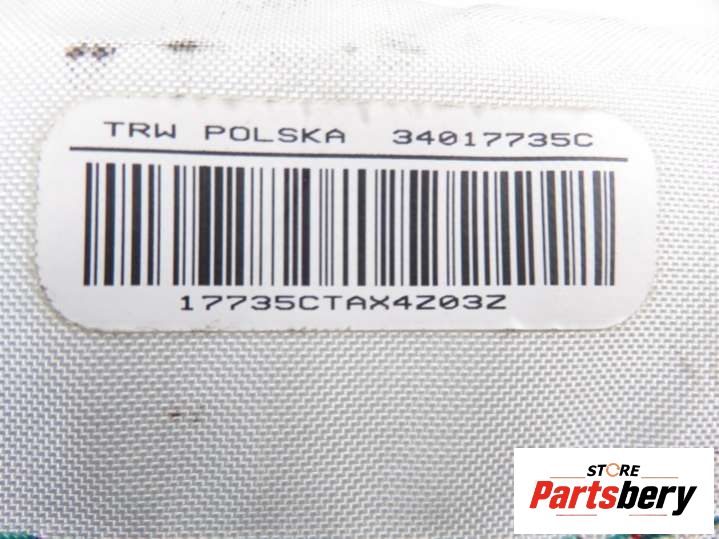 TRW POLSKA 34017735C
17735CTAX4Z03Z
STORE
Partsbery